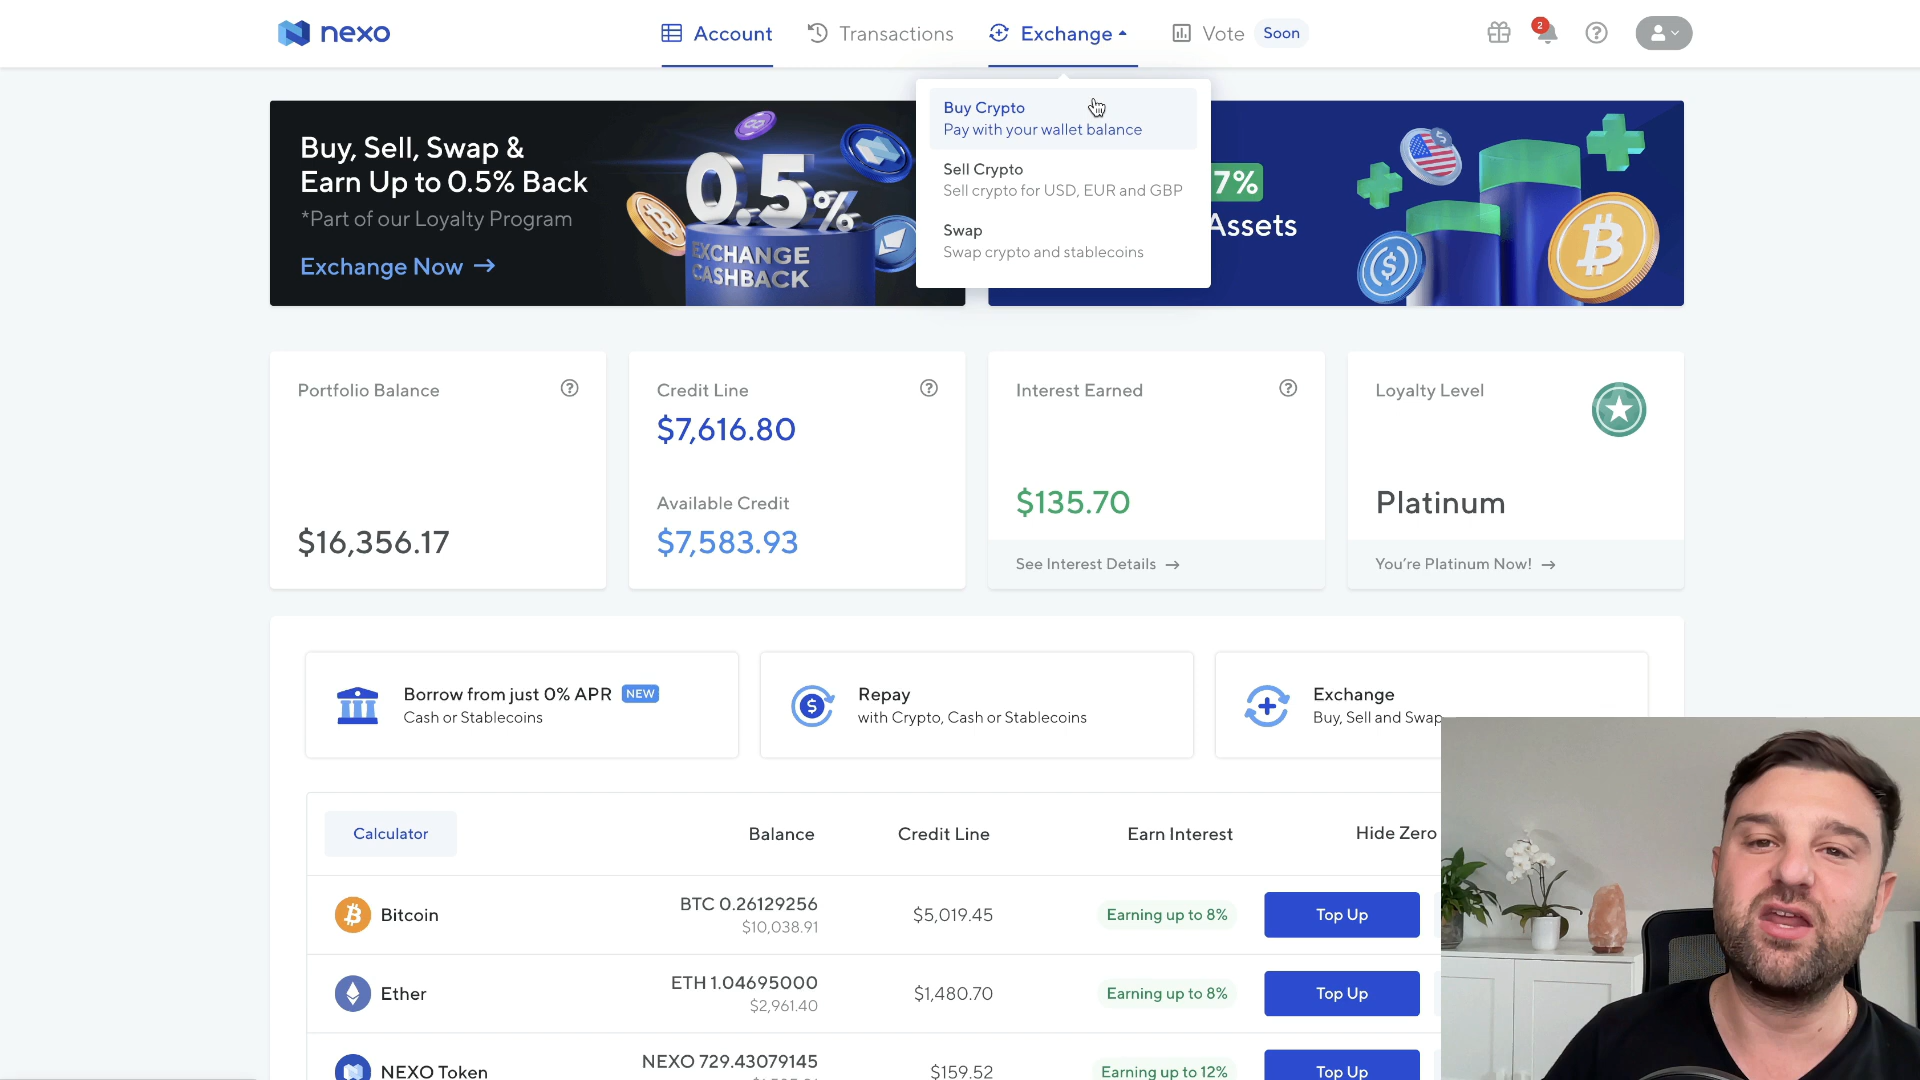 nexo
Account
Transactions
Exchange
Vote
Soon
2
Buy Crypto
Pay with your wallet balance
Sell Crypto
Sell crypto for USD, EUR and GBP
Swap
Swap crypto and stablecoins
Buy, Sell, Swap &
Earn Up to 0.5% Back
*Part of our Loyalty Program
Exchange Now →
0.5%
EXCHANGE
CASHBACK
7%
Assets
Portfolio Balance
$16,356.17
Credit Line
$7,616.80
Available Credit
$7,583.93
Interest Earned
$135.70
See Interest Details →
Loyalty Level
Platinum
You're Platinum Now! →
Borrow from just 0% APR NEW
Cash or Stablecoins
Repay
with Crypto, Cash or Stablecoins
Exchange
Buy, Sell and Swap
Calculator
Balance
Credit Line
Earn Interest
Hide Zero
Bitcoin
BTC 0.26129256
$10,038.91
$5,019.45
Earning up to 8%
Top Up
Ether
ETH 1.04695000
$2,961.40
$1,480.70
Earning up to 8%
Top Up
NEXO Token
NEXO 729.43079145
$159.52
Earning up to 12%
Top Up